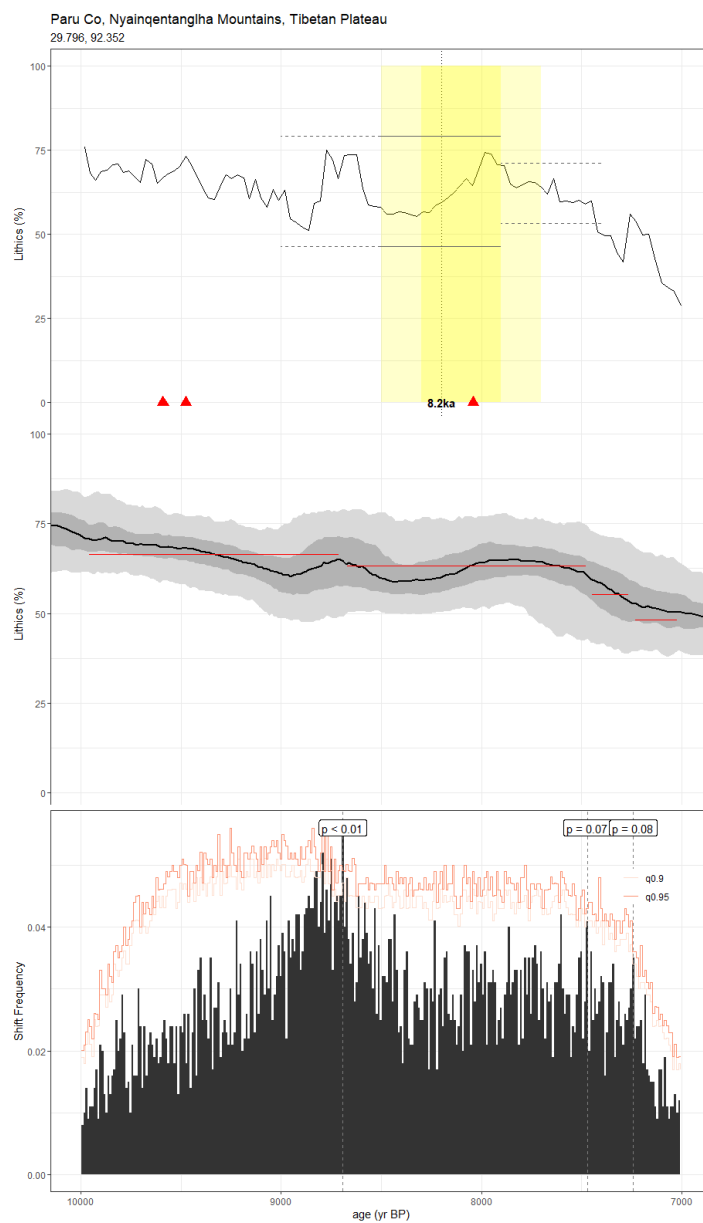 Paru Co, Nyainqentanglha Mountains, Tibetan Plateau
29.796, 92.352
100
75
50
25
0
Lithics (%)
8.2ka
100
75
50
25
0
Lithics (%)
p < 0.01
p = 0.07
p = 0.08
q0.9
q0.95
0.04
0.02
0.00
Shift Frequency
10000
9000
8000
7000
age (yr BP)